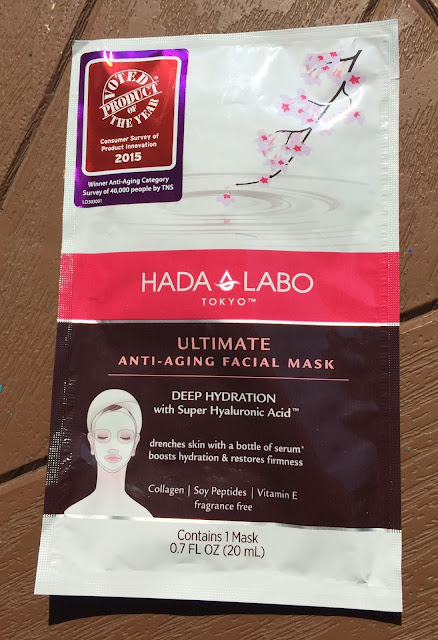 VOTED
PRODUCT
OF
THE YEAR
Consumer Survey of
Product Innovation
2015
Winner Anti-Aging Category
Survey of 40,000 people by TNS
HADA LABO
TOKYO™
ULTIMATE
ANTI-AGING FACIAL MASK
DEEP HYDRATION
with Super Hyaluronic Acid™
drenches skin with a bottle of serum*
boosts hydration & restores firmness
Collagen | Soy Peptides | Vitamin E
fragrance free
Contains 1 Mask
0.7 FL OZ (20 mL)